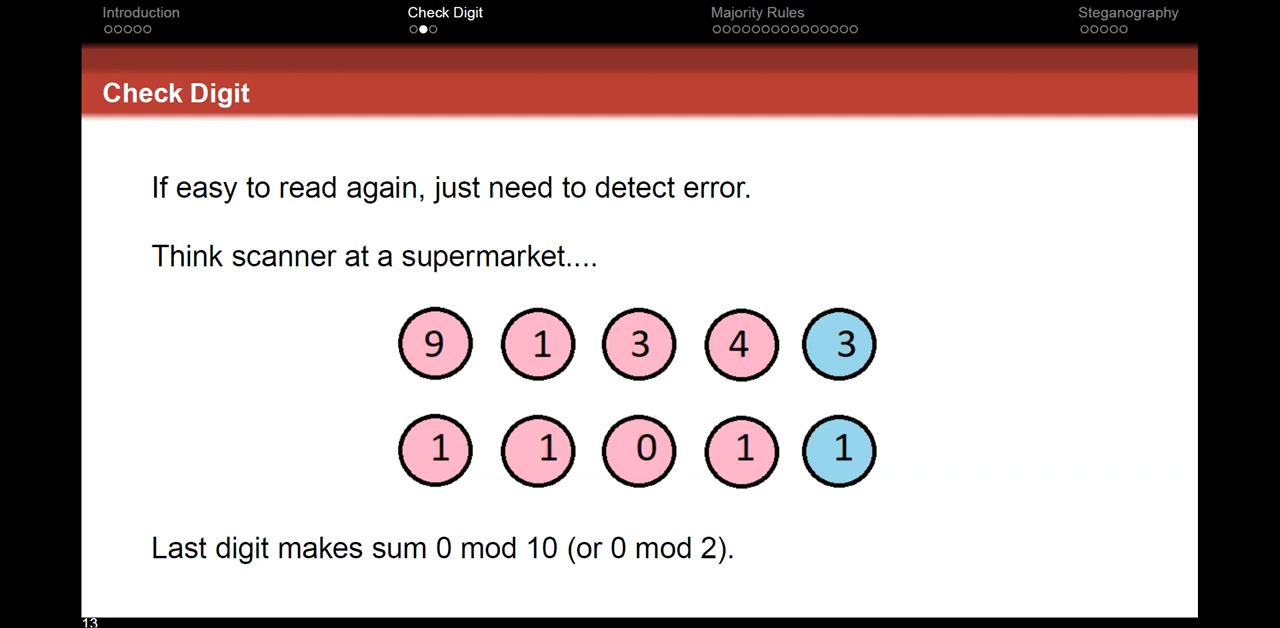 Introduction Check Digit Majority Rules Steganography
Check Digit
If easy to read again, just need to detect error.
Think scanner at a supermarket....
9 1 3 4 3
1 1 0 1 1
Last digit makes sum 0 mod 10 (or 0 mod 2).
13